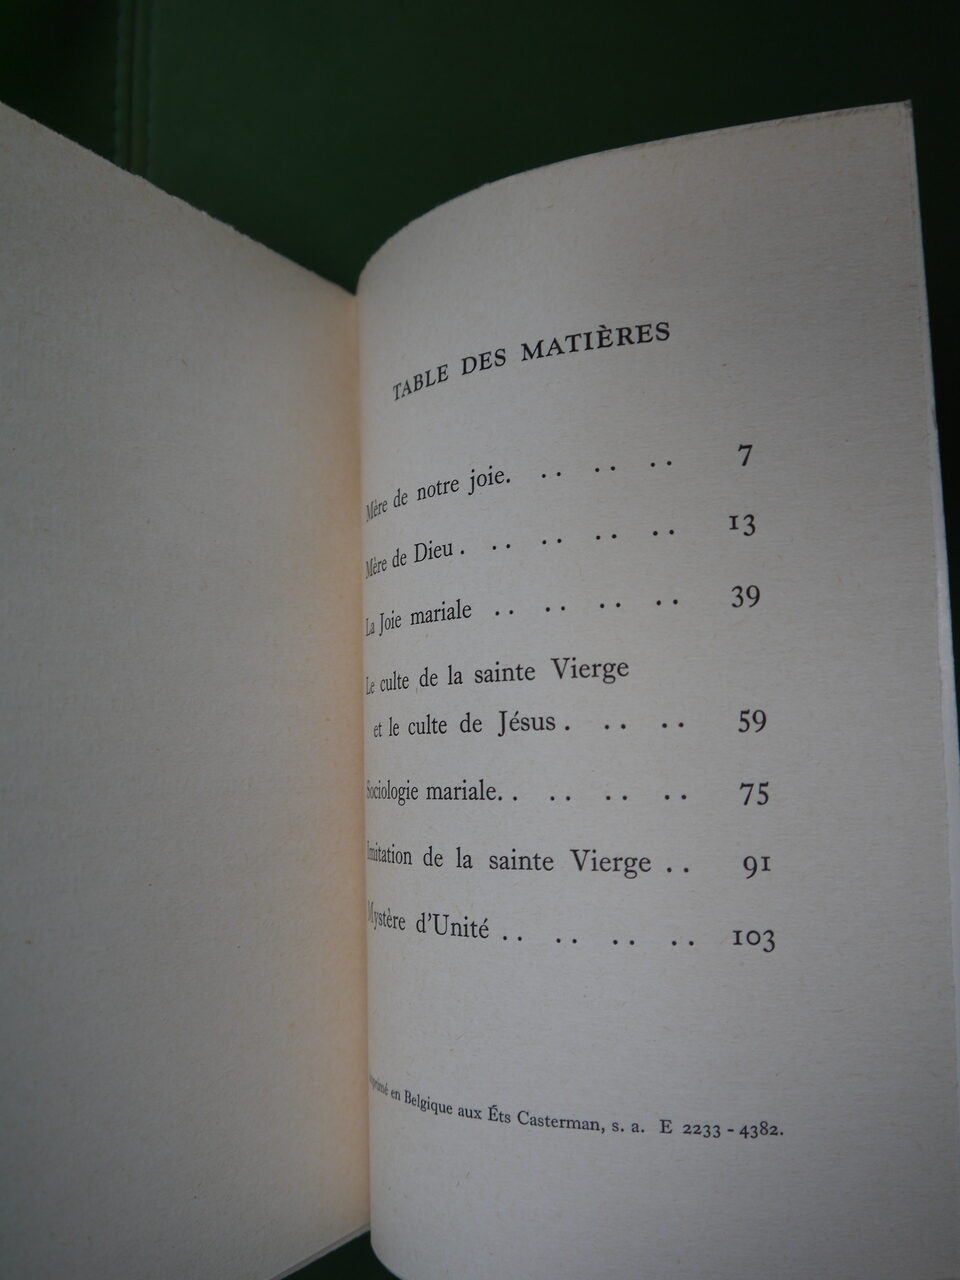 TABLE DES MATIÈRES
Mère de notre joie. . . . . . . 7
Mère de Dieu . . . . . . . . . 13
La Joie mariale . . . . . . . . 39
Le culte de la sainte Vierge
et le culte de Jésus . . . . . 59
Sociologie mariale. . . . . . . . 75
Imitation de la sainte Vierge . . 91
Mystère d'Unité . . . . . . . . 103
Imprimé en Belgique aux Éts Casterman, s. a. E 2233 - 4382.